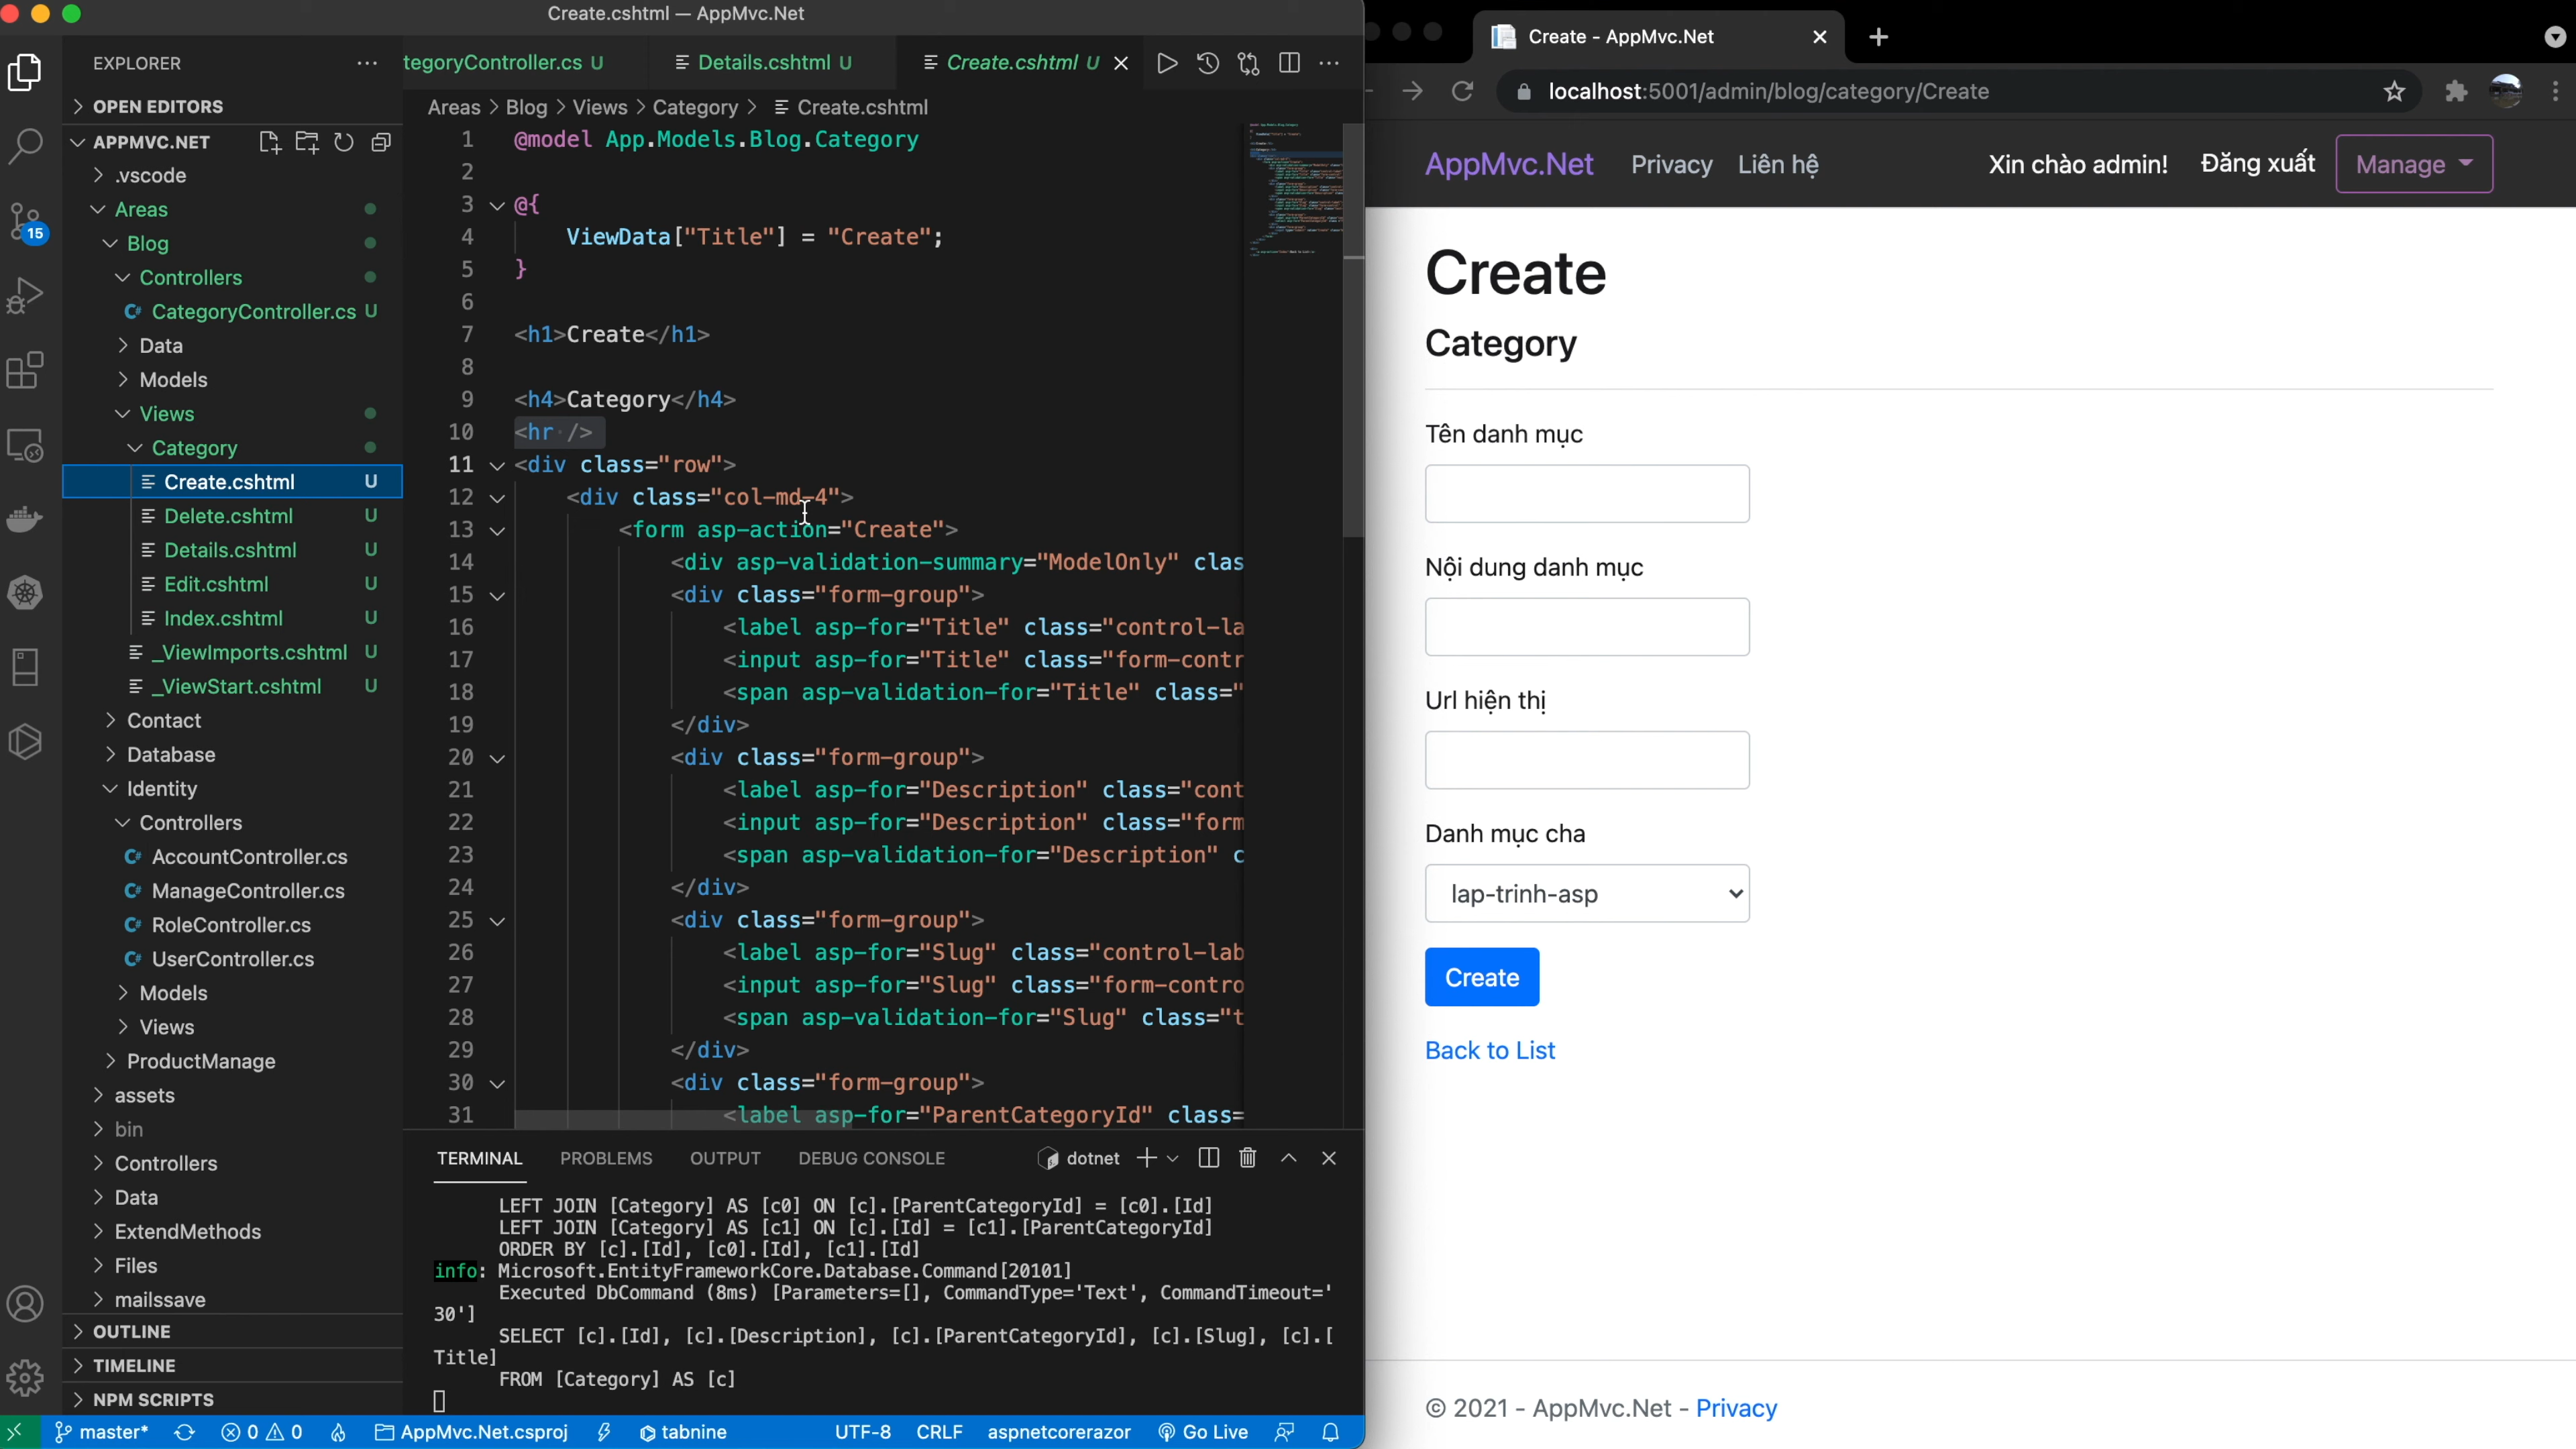 Create.cshtml — AppMvc.Net
EXPLORER
OPEN EDITORS
APPMVC.NET
.vscode
Areas
Blog
Controllers
CategoryController.cs U
Data
Models
Views
Category
Create.cshtml U
Delete.cshtml U
Details.cshtml U
Edit.cshtml U
Index.cshtml U
_ViewImports.cshtml U
_ViewStart.cshtml U
Contact
Database
Identity
Controllers
AccountController.cs
ManageController.cs
RoleController.cs
UserController.cs
Models
Views
ProductManage
assets
bin
Controllers
Data
ExtendMethods
Files
mailssave
OUTLINE
TIMELINE
NPM SCRIPTS
15
tegoryController.cs U
Details.cshtml U
Create.cshtml U
Areas > Blog > Views > Category > Create.cshtml
1 @model App.Models.Blog.Category
2
3 @{
4 ViewData["Title"] = "Create";
5 }
6
7 <h1>Create</h1>
8
9 <h4>Category</h4>
10 <hr />
11 <div class="row">
12 <div class="col-md-4">
13 <form asp-action="Create">
14 <div asp-validation-summary="ModelOnly" clas
15 <div class="form-group">
16 <label asp-for="Title" class="control-la
17 <input asp-for="Title" class="form-contr
18 <span asp-validation-for="Title" class="
19 </div>
20 <div class="form-group">
21 <label asp-for="Description" class="cont
22 <input asp-for="Description" class="form
23 <span asp-validation-for="Description" c
24 </div>
25 <div class="form-group">
26 <label asp-for="Slug" class="control-lab
27 <input asp-for="Slug" class="form-contro
28 <span asp-validation-for="Slug" class="t
29 </div>
30 <div class="form-group">
31 <label asp-for="ParentCategoryId" class=
TERMINAL PROBLEMS OUTPUT DEBUG CONSOLE dotnet
LEFT JOIN [Category] AS [c0] ON [c].[ParentCategoryId] = [c0].[Id]
LEFT JOIN [Category] AS [c1] ON [c].[Id] = [c1].[ParentCategoryId]
ORDER BY [c].[Id], [c0].[Id], [c1].[Id]
info: Microsoft.EntityFrameworkCore.Database.Command[20101]
Executed DbCommand (8ms) [Parameters=[], CommandType='Text', CommandTimeout='
30']
SELECT [c].[Id], [c].[Description], [c].[ParentCategoryId], [c].[Slug], [c].[
Title]
FROM [Category] AS [c]
master* 0 0 AppMvc.Net.csproj tabnine UTF-8 CRLF aspnetcorerazor Go Live
Create - AppMvc.Net
localhost:5001/admin/blog/category/Create
AppMvc.Net Privacy Liên hệ Xin chào admin! Đăng xuất Manage
Create
Category
Tên danh mục
Nội dung danh mục
Url hiện thị
Danh mục cha
lap-trinh-asp
Create
Back to List
© 2021 - AppMvc.Net - Privacy